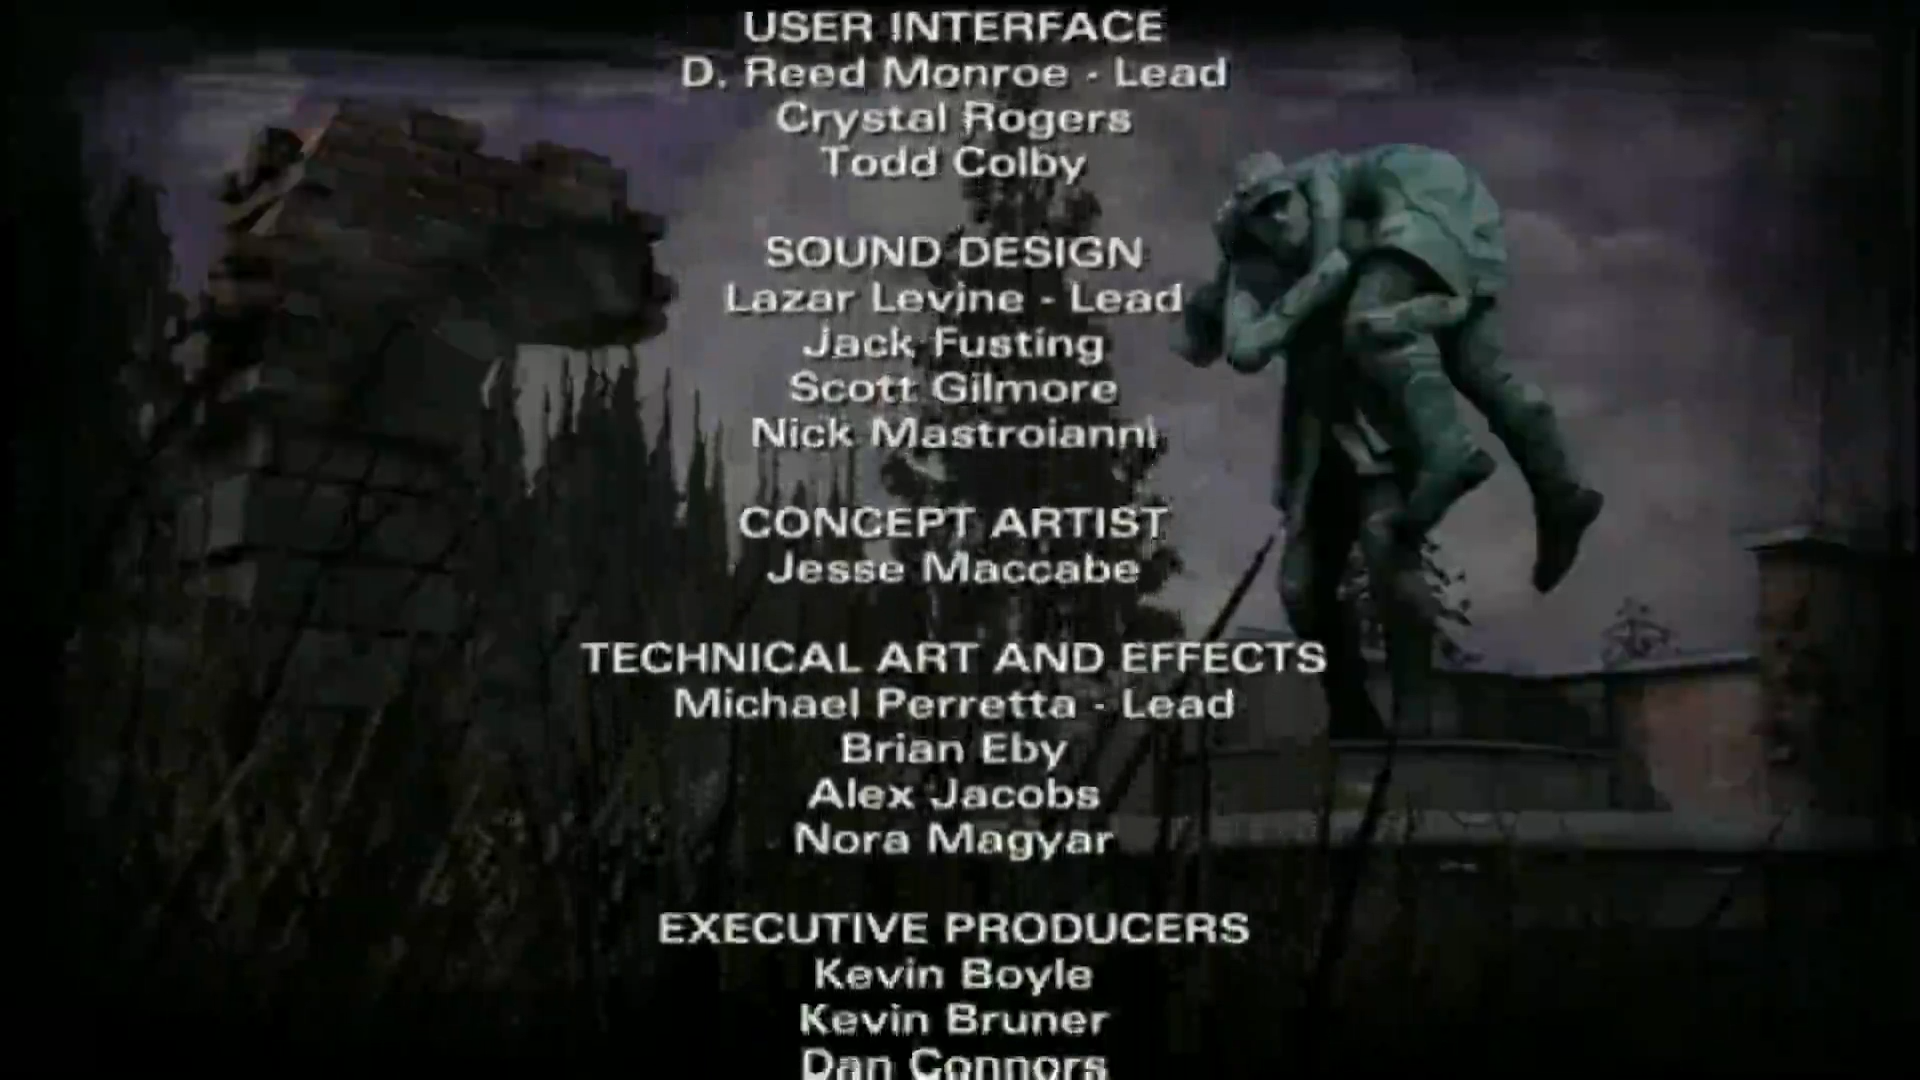 USER INTERFACE
D. Reed Monroe - Lead
Crystal Rogers
Todd Colby
SOUND DESIGN
Lazar Levine - Lead
Jack Fusting
Scott Gilmore
Nick Mastroianni
CONCEPT ARTIST
Jesse Maccabe
TECHNICAL ART AND EFFECTS
Michael Perretta - Lead
Brian Eby
Alex Jacobs
Nora Magyar
EXECUTIVE PRODUCERS
Kevin Boyle
Kevin Bruner
Dan Connors